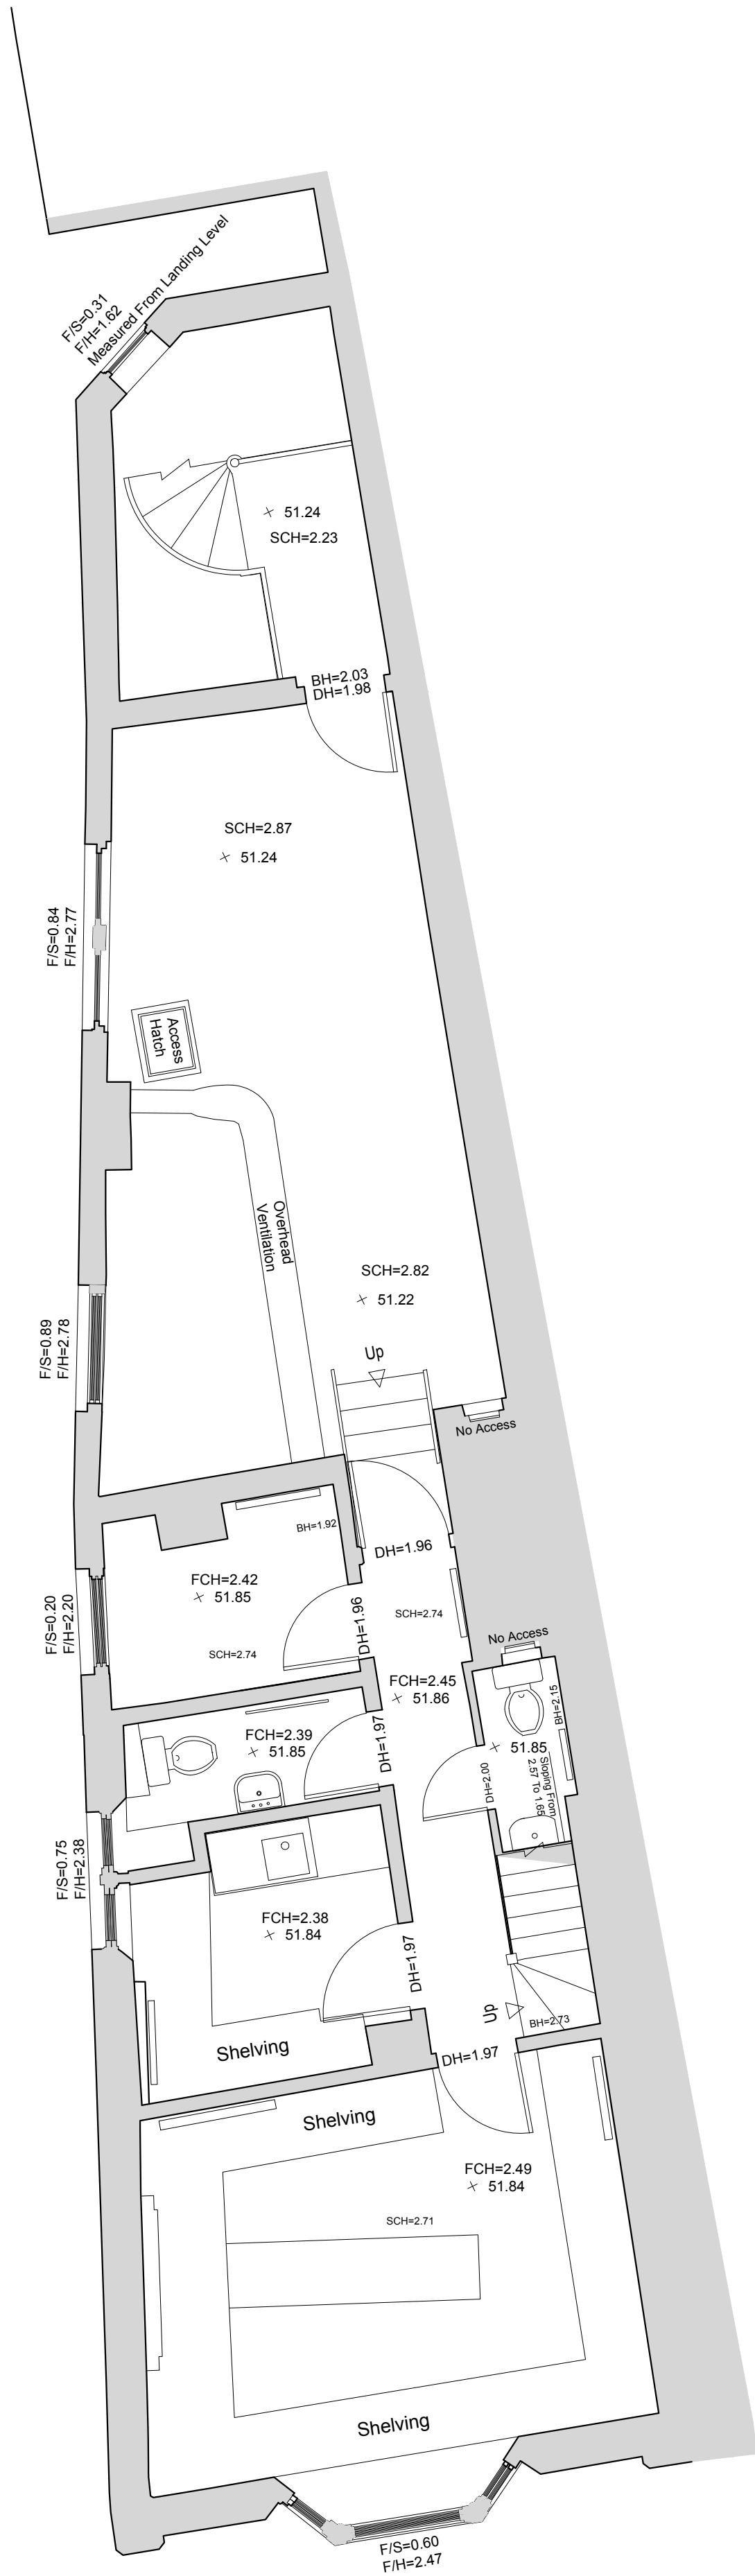 F/S=0.31
F/H=1.62
Measured From Landing Level
51.24
SCH=2.23
BH=2.03
DH=1.98
SCH=2.87
51.24
F/S=0.84
F/H=2.77
Access
Hatch
Overhead
Ventilation
SCH=2.82
51.22
F/S=0.89
F/H=2.78
Up
No Access
BH=1.92
DH=1.96
FCH=2.42
51.85
F/S=0.20
F/H=2.20
DH=1.96
SCH=2.74
SCH=2.74
No Access
FCH=2.45
51.86
BH=2.15
FCH=2.39
51.85
DH=1.97
51.85
DH=2.00
Sloping From
2.57 To 1.65
F/S=0.75
F/H=2.38
FCH=2.38
51.84
DH=1.97
Up
BH=2.73
Shelving
DH=1.97
Shelving
FCH=2.49
51.84
SCH=2.71
Shelving
F/S=0.60
F/H=2.47